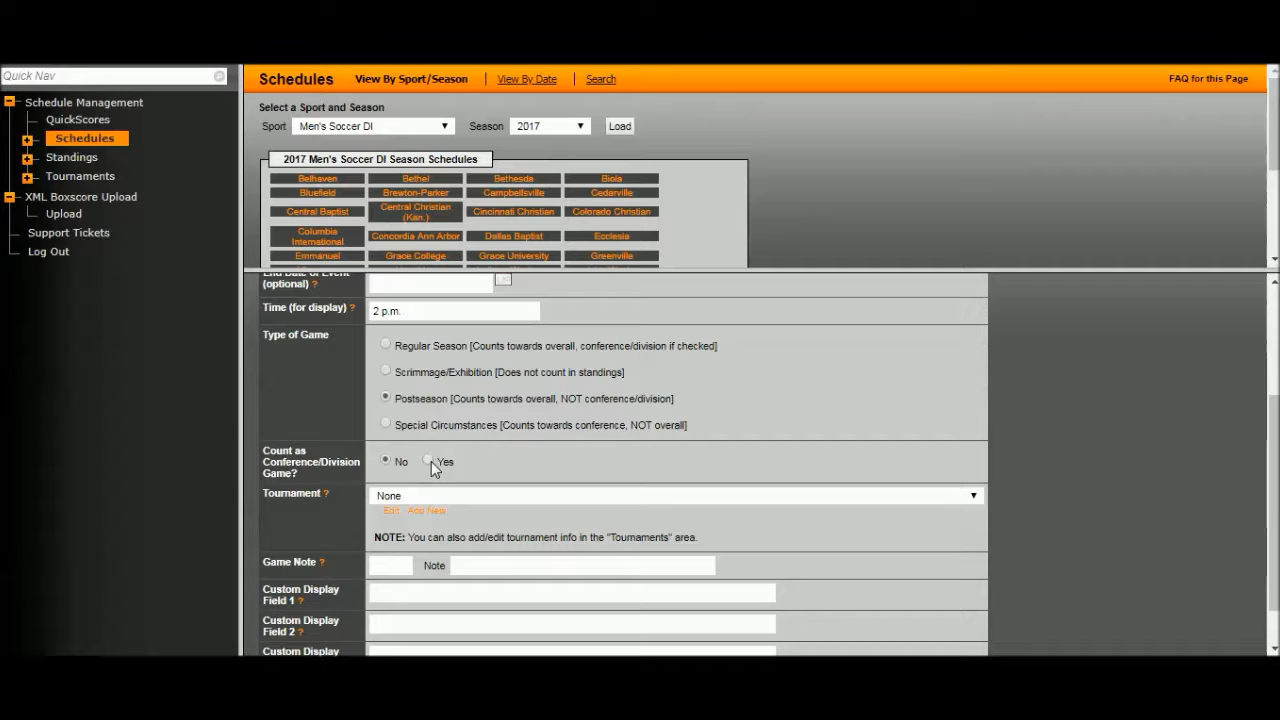 Quick Nav
Schedule Management
QuickScores
Schedules
Standings
Tournaments
XML Boxscore Upload
Upload
Support Tickets
Log Out
Schedules View By Sport/Season | View By Date | Search FAQ for this Page
Select a Sport and Season
Sport Men's Soccer DI Season 2017 Load
2017 Men's Soccer DI Season Schedules
Belhaven Bethel Bethesda Biola
Bluefield Brewton-Parker Campbellsville Cedarville
Central Baptist Central Christian (Kan.) Cincinnati Christian Colorado Christian
Columbia International Concordia Ann Arbor Dallas Baptist Ecclesia
Emmanuel Grace College Grace University Greenville
End Date of Event
(optional) ?
Time (for display) ? 2 p.m.
Type of Game
Regular Season [Counts towards overall, conference/division if checked]
Scrimmage/Exhibition [Does not count in standings]
Postseason [Counts towards overall, NOT conference/division]
Special Circumstances [Counts towards conference, NOT overall]
Count as
Conference/Division
Game?
No Yes
Tournament ? None
Edit Add New
NOTE: You can also add/edit tournament info in the "Tournaments" area.
Game Note ? Note
Custom Display
Field 1 ?
Custom Display
Field 2 ?
Custom Display